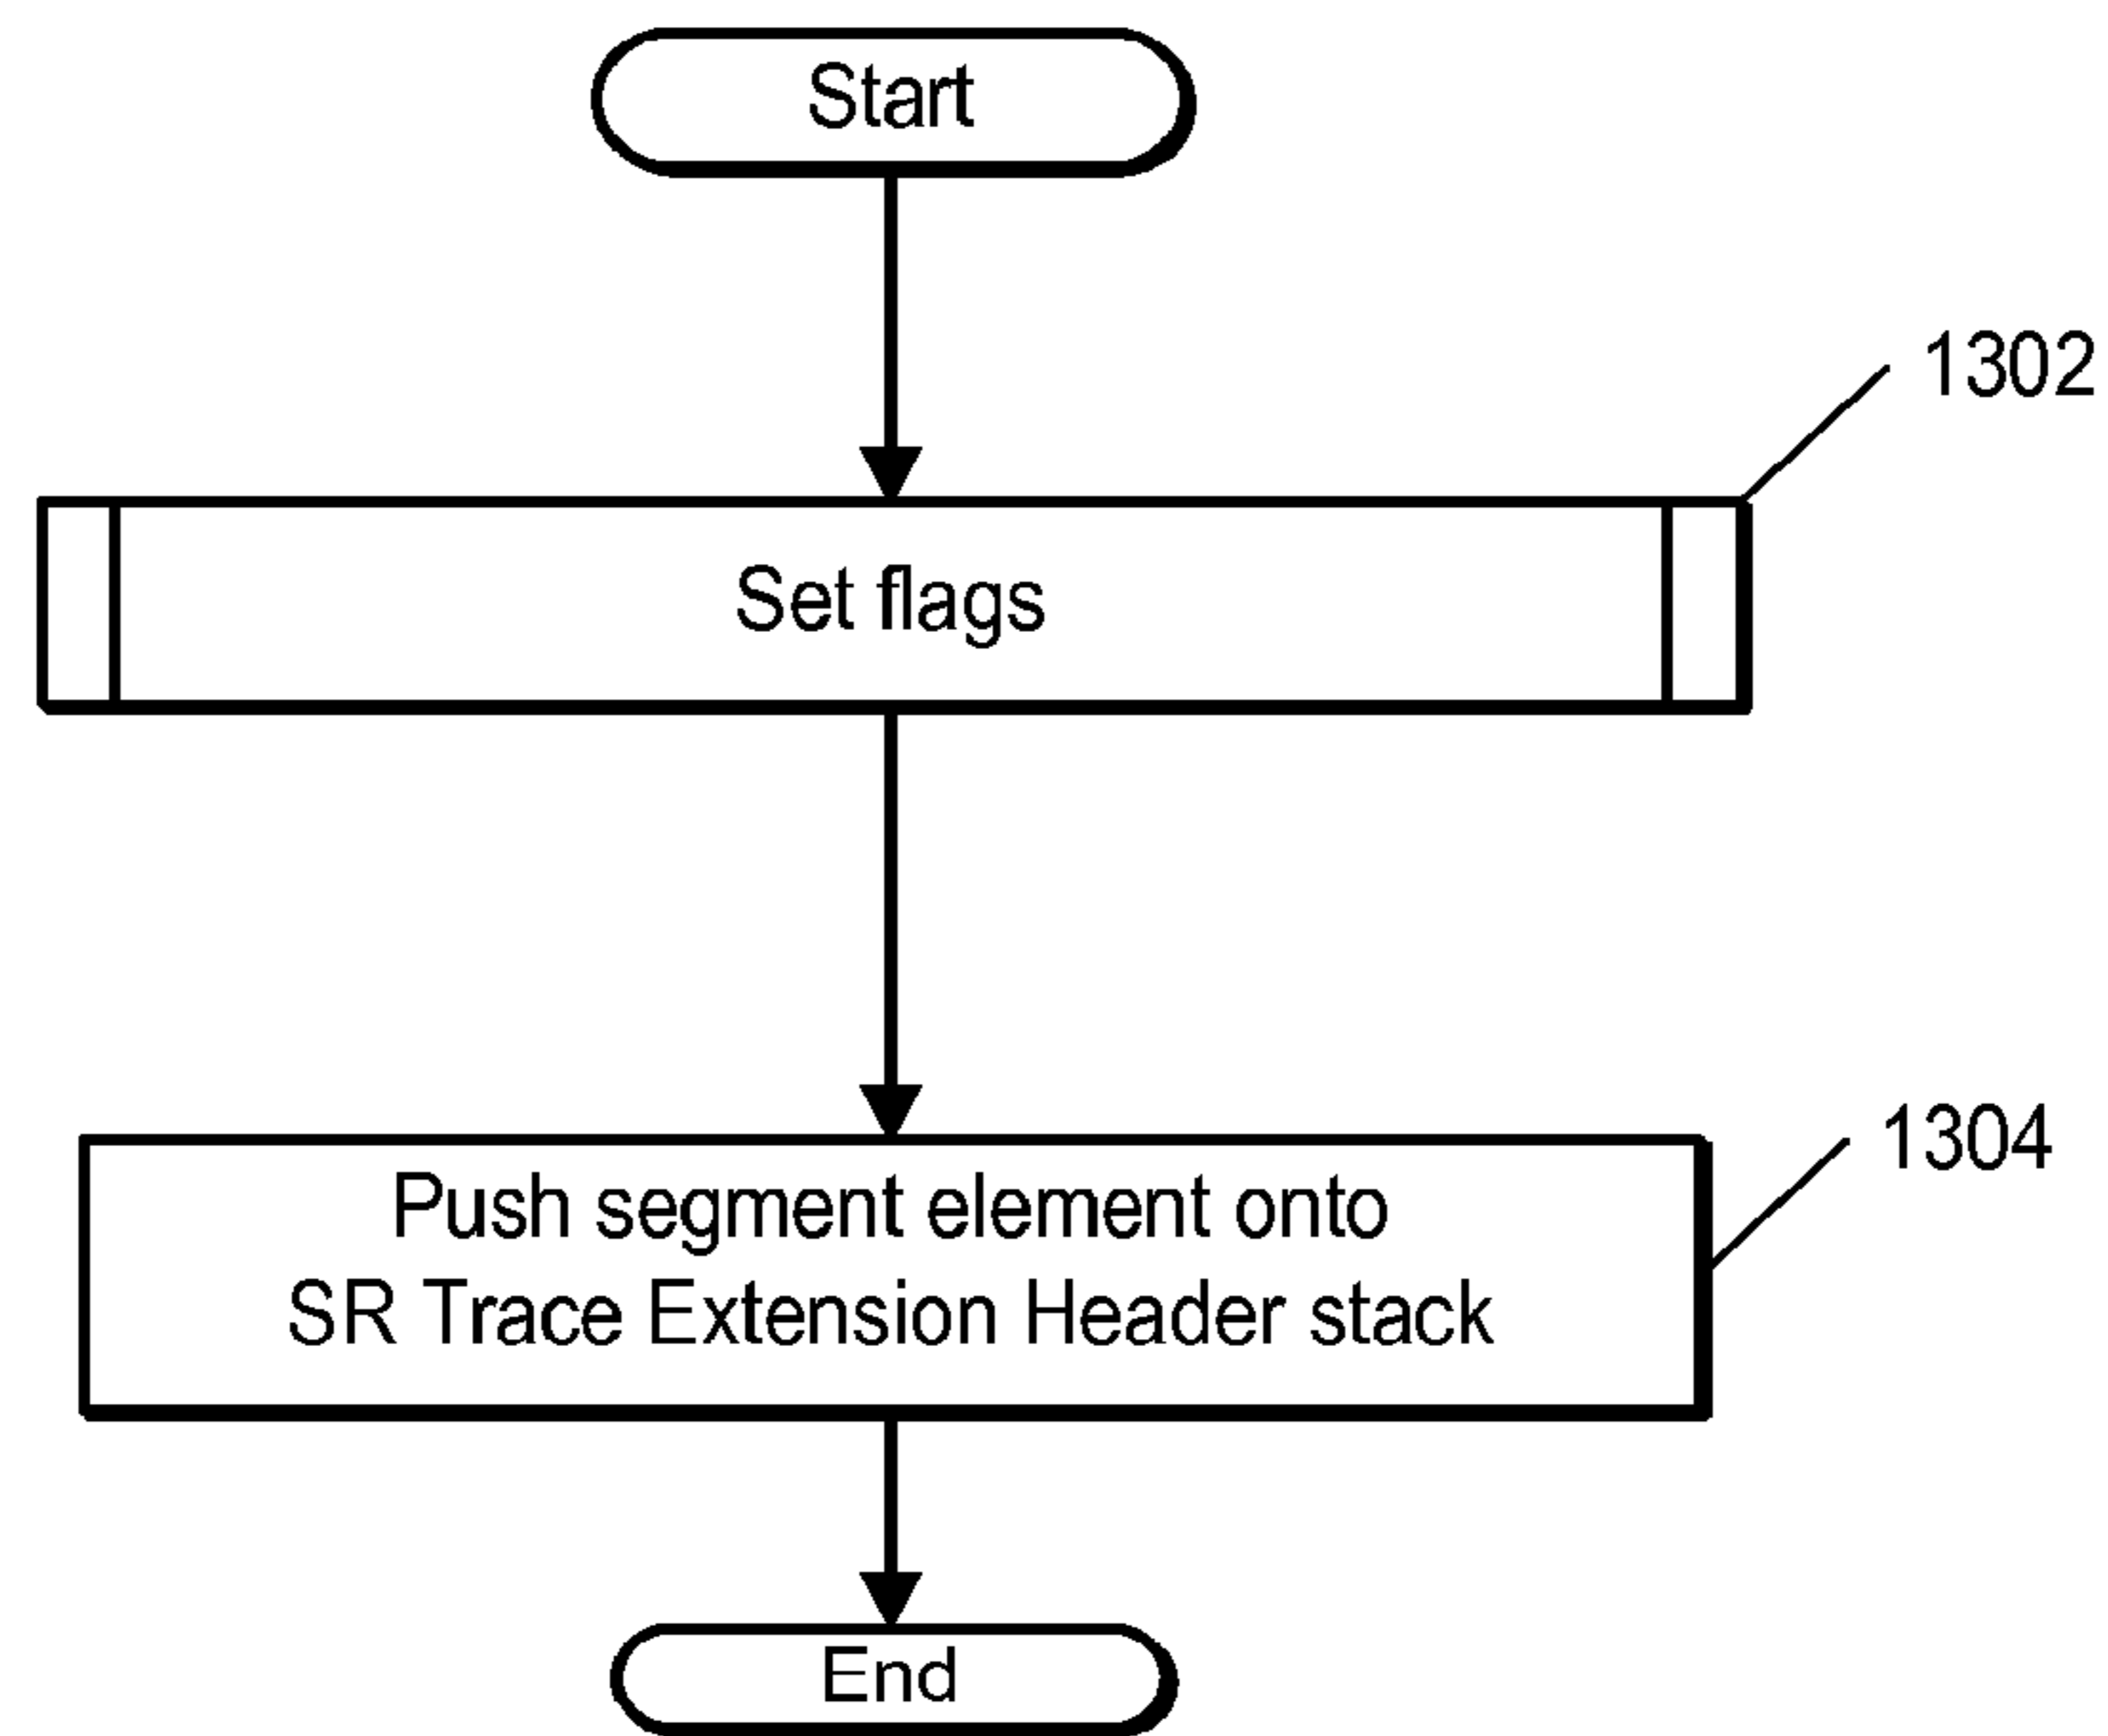 Start
1302
Set flags
1304
Push segment element onto
SR Trace Extension Header stack
End